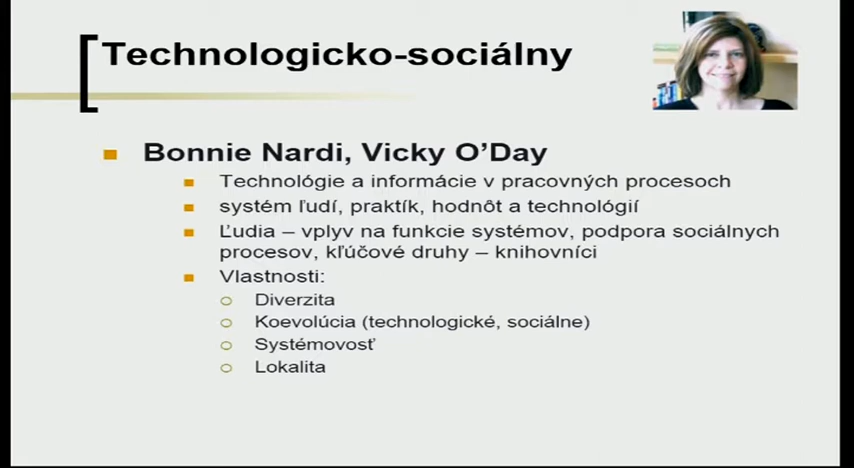 Technologicko-sociálny
Bonnie Nardi, Vicky O'Day
Technológie a informácie v pracovných procesoch
systém ľudí, praktík, hodnôt a technológií
Ľudia – vplyv na funkcie systémov, podpora sociálnych
procesov, kľúčové druhy – knihovníci
Vlastnosti:
Diverzita
Koevolúcia (technologické, sociálne)
Systémovosť
Lokalita